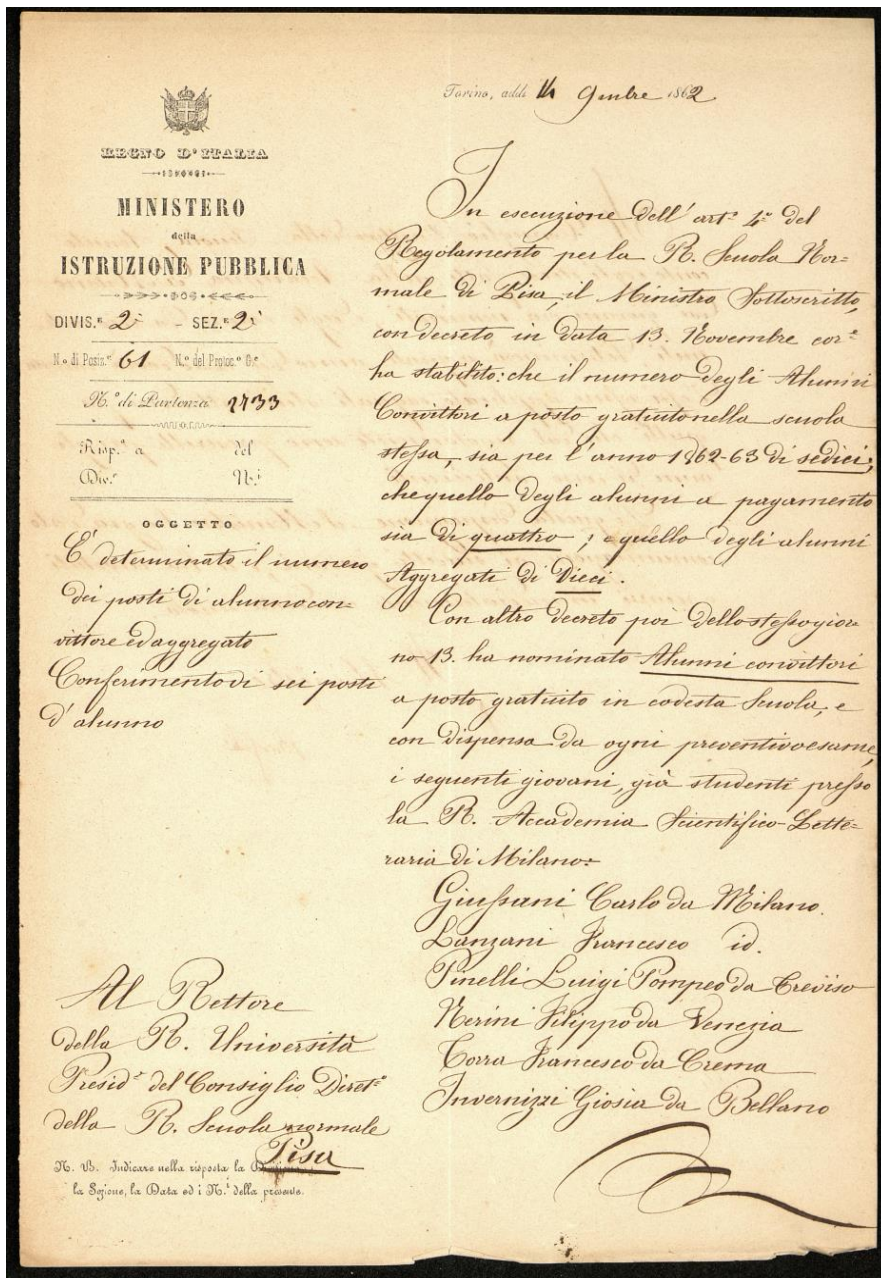 REGNO D'ITALIA
MINISTERO
della
ISTRUZIONE PUBBLICA
DIVIS.e 2a - SEZ.e 2a
N.o di Posiz.e 61 N.o del Protoc.o G.e
N.o di Partenza 2733
Risp.a a del
Div.e N.i
OGGETTO
E' determinato il numero
dei posti di alunno con-
vittore ed aggregato
Conferimento di sei posti
d'alunno
Al Rettore
della R. Università
Presid.e del Consiglio Dirett.o
della R. Scuola normale
Pisa
N. B. Indicare nella risposta la Divisione,
la Sezione, la Data ed i N.i della presente.
Torino, addì 14 9mbre 1862
In esecuzione dell'art.o 4.o del
Regolamento per la R. Scuola Nor-
male di Pisa, il Ministro Sottoscritto,
con decreto in data 13. Novembre cor.e
ha stabilito: che il numero degli Alunni
Convittori a posto gratuito nella scuola
stessa, sia per l'anno 1862-63 di sedici;
che quello degli alunni a pagamento
sia di quattro; e quello degli alunni
Aggregati di Dieci.
Con altro decreto poi dello stesso gior
no 13. ha nominato Alunni convittori
a posto gratuito in codesta Scuola, e
con dispensa da ogni preventivo esame,
i seguenti giovani, già studenti presso
la R. Accademia Scientifico-Lette-
raria di Milano:
Giussani Carlo da Milano.
Lanzani Francesco id.
Pinelli Luigi Pompeo da Treviso
Nerini Filippo da Venezia
Torra Francesco da Crema
Invernizzi Giosia da Bellano